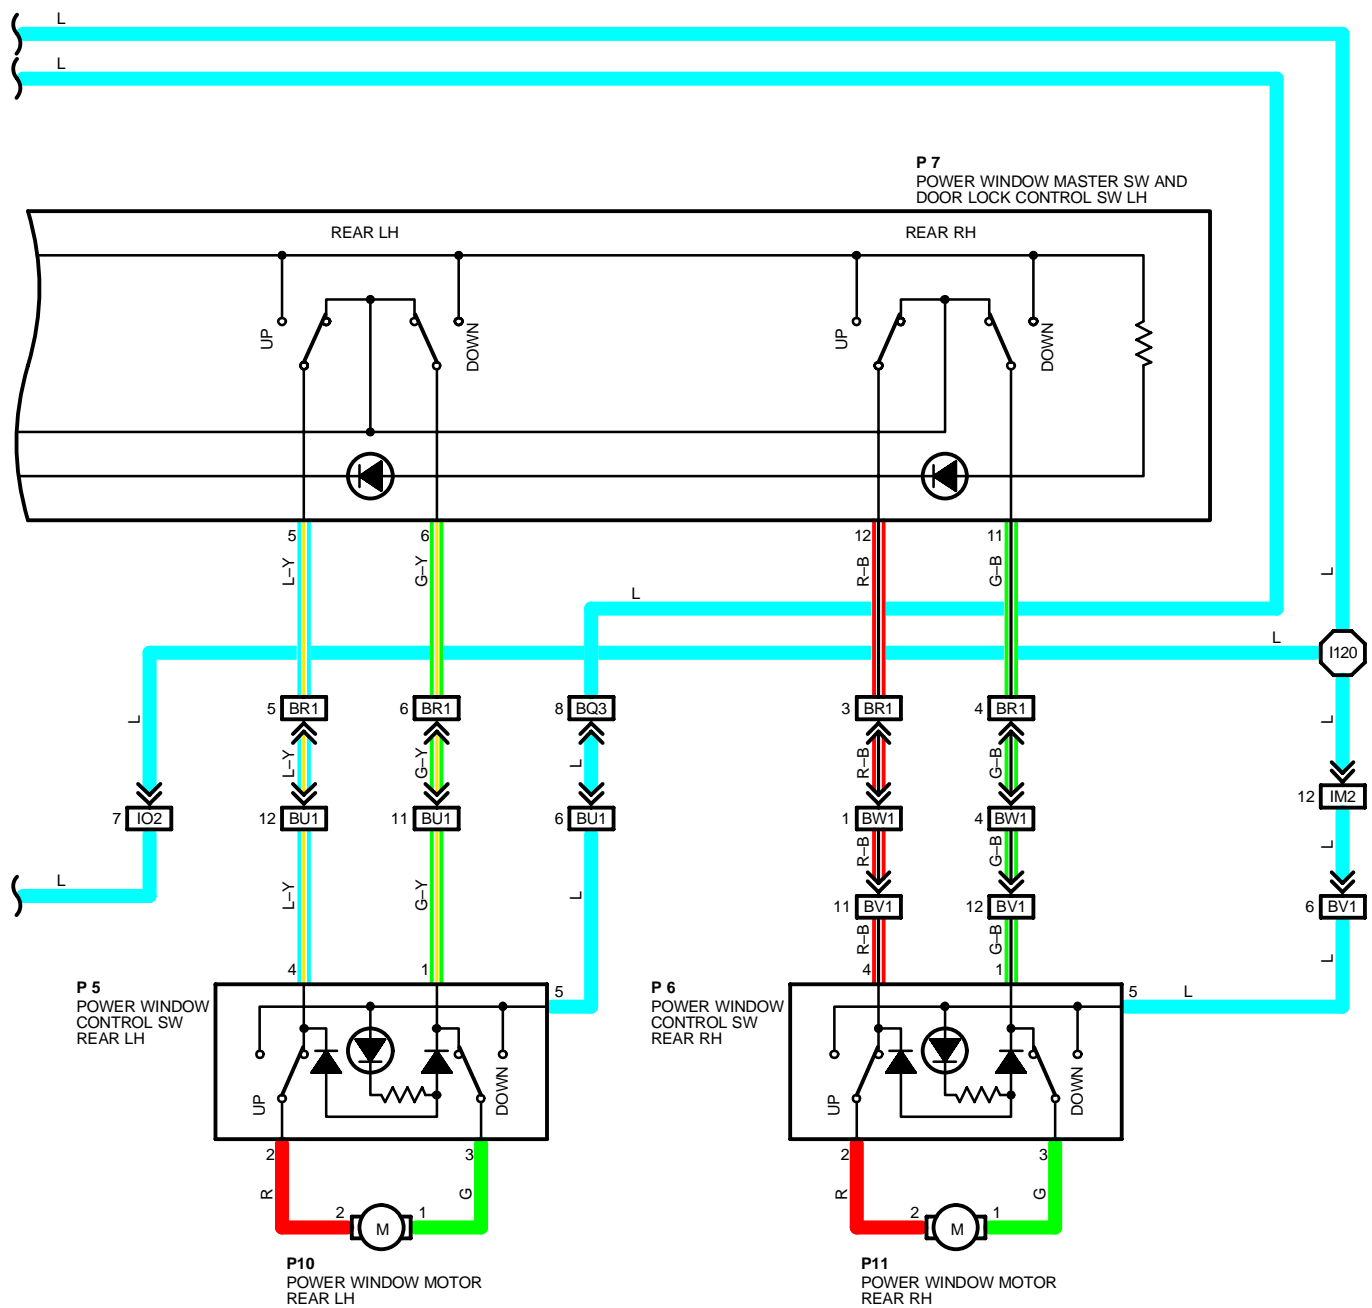 L
L
P 7
POWER WINDOW MASTER SW AND
DOOR LOCK CONTROL SW LH
REAR LH
REAR RH
UP
DOWN
UP
DOWN
5
6
12
11
L–Y
G–Y
R–B
G–B
L
L
L
I120
5 BR1
6 BR1
8 BQ3
3 BR1
4 BR1
L
L
L–Y
G–Y
L
R–B
G–B
12 IM2
7 IO2
12 BU1
11 BU1
6 BU1
1 BW1
4 BW1
R–B
G–B
L
L
L–Y
G–Y
L
11 BV1
12 BV1
6 BV1
R–B
G–B
L
4
1
4
1
P 5
POWER WINDOW
CONTROL SW
REAR LH
5
P 6
POWER WINDOW
CONTROL SW
REAR RH
5
L
UP
DOWN
UP
DOWN
2
3
2
3
R
G
R
G
2
M
1
2
M
1
P10
POWER WINDOW MOTOR
REAR LH
P11
POWER WINDOW MOTOR
REAR RH